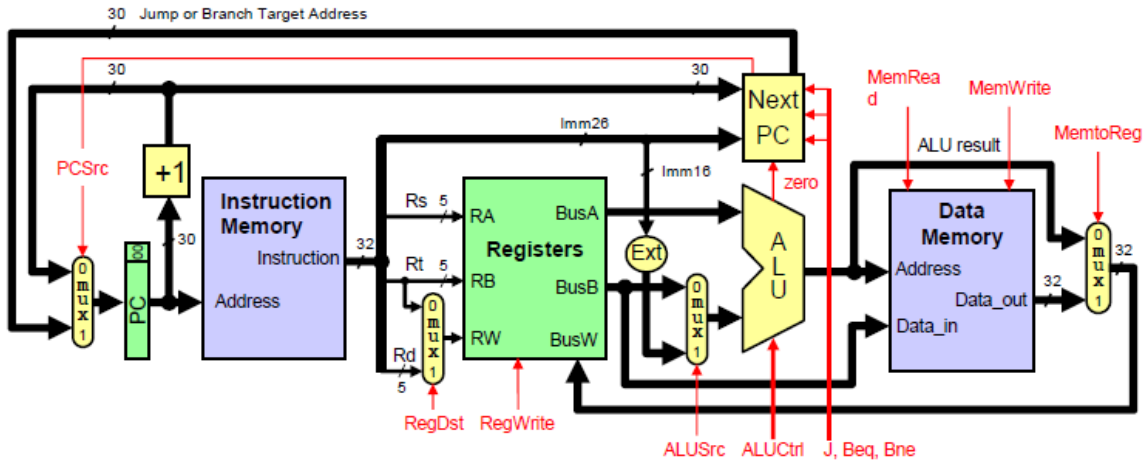 30 Jump or Branch Target Address
30
30
Next
PC
MemRea
d
MemWrite
MemtoReg
Imm26
ALU result
PCSrc
+1
Imm16
zero
Instruction
Memory
Rs 5
RA
BusA
Registers
Data
Memory
A
L
U
30
Instruction
32
Ext
0
m
u
x
1
PC
00
Address
Rt 5
RB
BusB
0
m
u
x
1
RW
BusW
Rd
5
0
m
u
x
1
Address
Data_out
32
Data_in
0
m
u
x
1
32
RegDst
RegWrite
ALUSrc
ALUCtrl
J, Beq, Bne